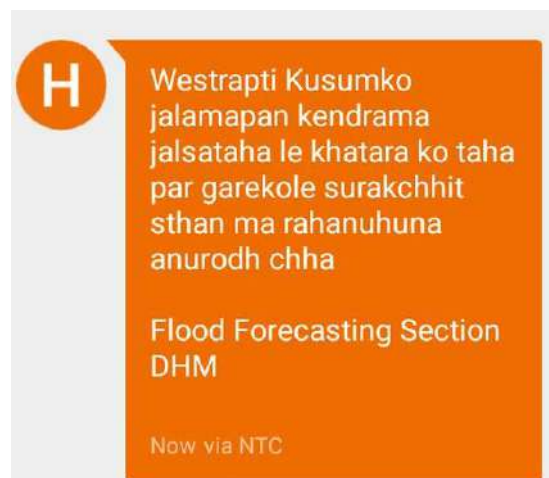 H
Westrapti Kusumko
jalamapan kendrama
jalsataha le khatara ko taha
par garekole surakchhit
sthan ma rahanuhuna
anurodh chha
Flood Forecasting Section
DHM
Now via NTC